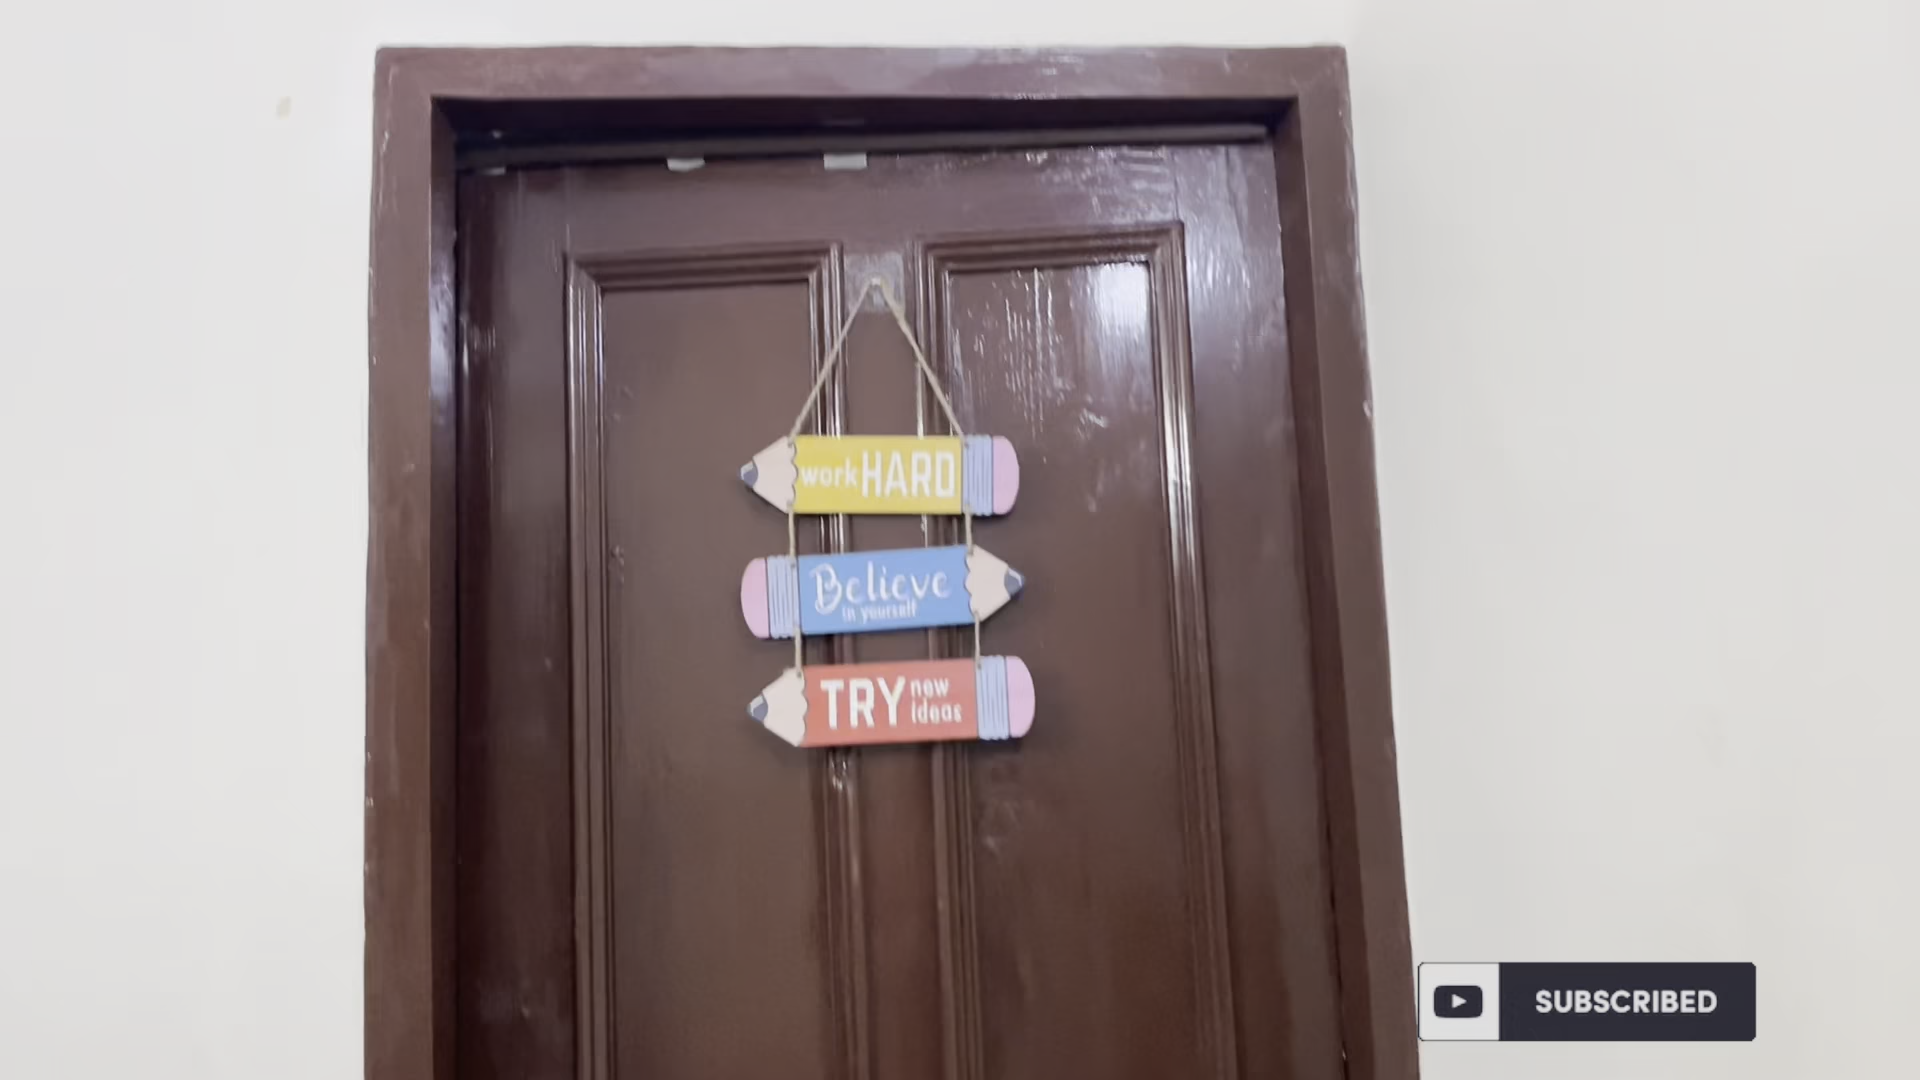 work HARD
Believe
in yourself
TRY new
ideas
SUBSCRIBED